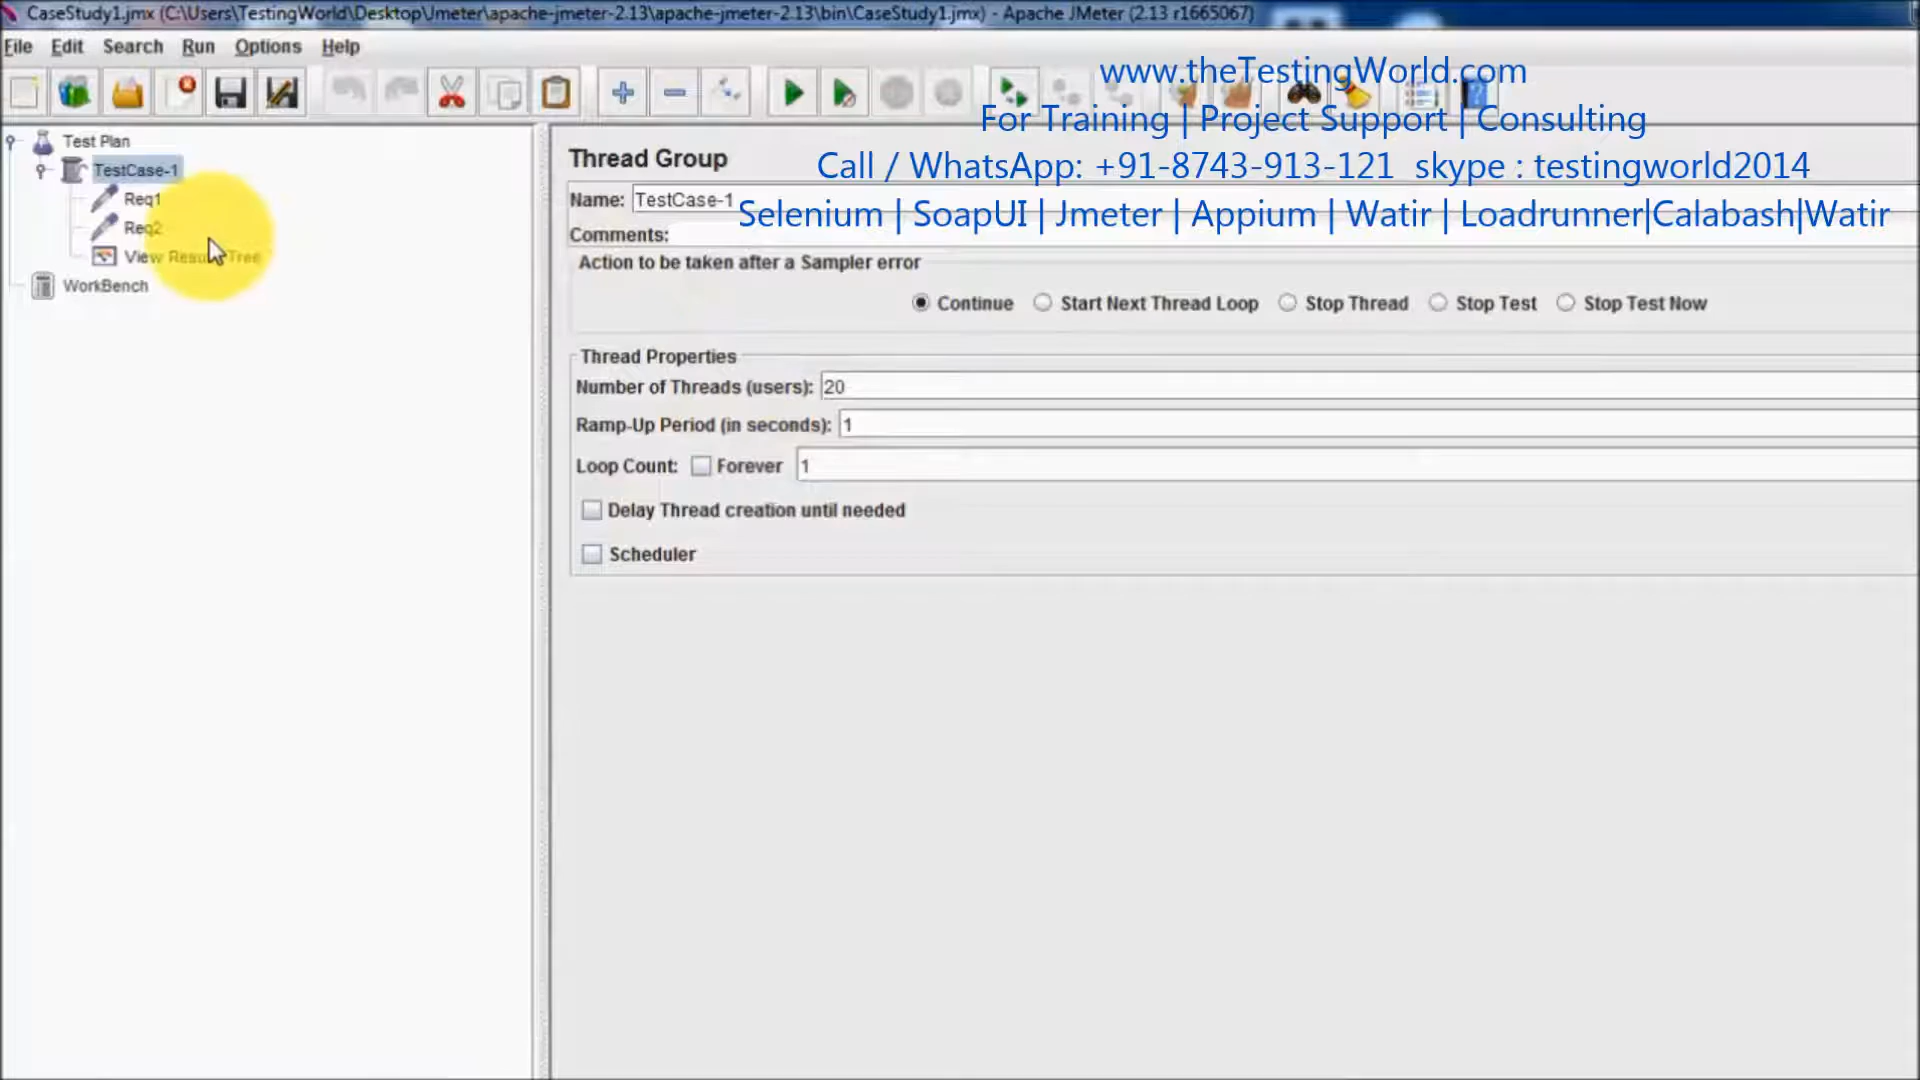 CaseStudy1.jmx (C:\Users\TestingWorld\Desktop\Jmeter\apache-jmeter-2.13\apache-jmeter-2.13\bin\CaseStudy1.jmx) - Apache JMeter (2.13 r1665067)
File Edit Search Run Options Help
www.theTestingWorld.com
For Training | Project Support | Consulting
Call / WhatsApp: +91-8743-913-121 skype : testingworld2014
Selenium | SoapUI | Jmeter | Appium | Watir | Loadrunner|Calabash|Watir
Test Plan
TestCase-1
Req1
Req2
View Results Tree
WorkBench
Thread Group
Name: TestCase-1
Comments:
Action to be taken after a Sampler error
Continue Start Next Thread Loop Stop Thread Stop Test Stop Test Now
Thread Properties
Number of Threads (users): 20
Ramp-Up Period (in seconds): 1
Loop Count: Forever 1
Delay Thread creation until needed
Scheduler